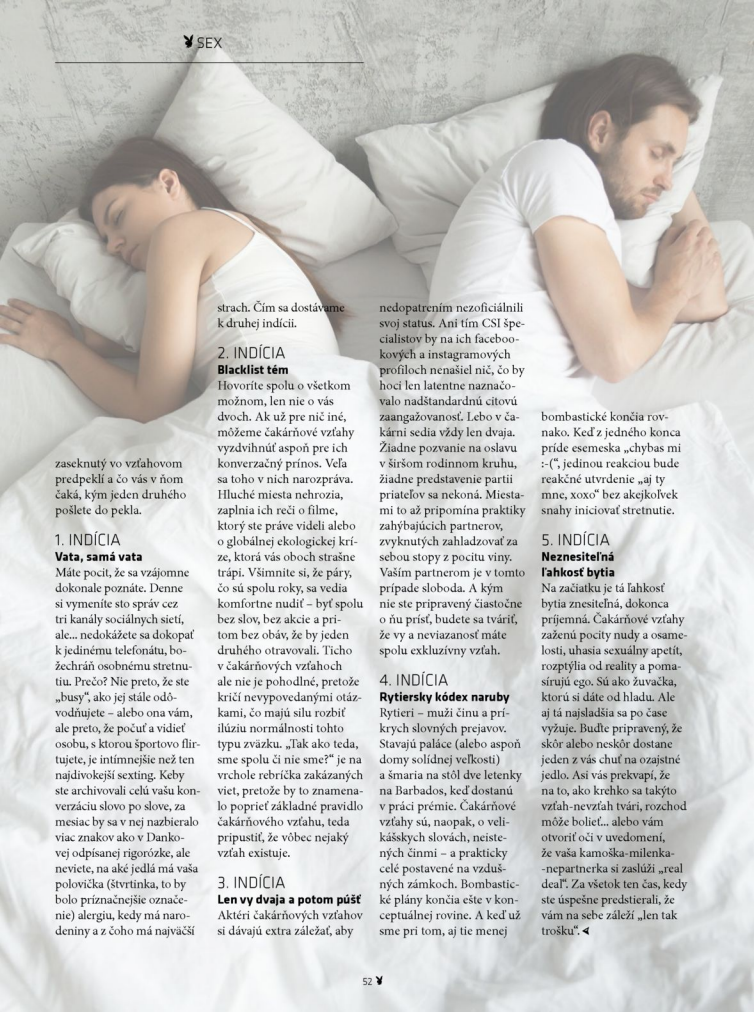 SEX
zaseknutý vo vzťahovom
predpeklí a čo vás v ňom
čaká, kým jeden druhého
pošlete do pekla.
1. INDÍCIA
Vata, samá vata
Máte pocit, že sa vzájomne
dokonale poznáte. Denne
si vymeníte sto správ cez
tri kanály sociálnych sietí,
ale... nedokážete sa dokopať
k jedinému telefonátu, bo-
žechráň osobnému stretnu-
tiu. Prečo? Nie preto, že ste
„busy“, ako jej stále odô-
vodňujete – alebo ona vám,
ale preto, že počuť a vidieť
osobu, s ktorou športovo flir-
tujete, je intímnejšie než ten
najdivokejší sexting. Keby
ste archivovali celú vašu kon-
verzáciu slovo po slove, za
mesiac by sa v nej nazbieralo
viac znakov ako v Danko-
vej odpísanej rigorózke, ale
neviete, na aké jedlá má vaša
polovička (štvrtinka, to by
bolo príznačnejšie označe-
nie) alergiu, kedy má naro-
deniny a z čoho má najväčší
strach. Čím sa dostávame
k druhej indícii.
2. INDÍCIA
Blacklist tém
Hovoríte spolu o všetkom
možnom, len nie o vás
dvoch. Ak už pre nič iné,
môžeme čakárňové vzťahy
vyzdvihnúť aspoň pre ich
konverzačný prínos. Veľa
sa toho v nich narozpráva.
Hluché miesta nehrozia,
zaplnia ich reči o filme,
ktorý ste práve videli alebo
o globálnej ekologickej krí-
ze, ktorá vás oboch strašne
trápi. Všimnite si, že páry,
čo sú spolu roky, sa vedia
komfortne nudiť – byť spolu
bez slov, bez akcie a pri-
tom bez obáv, že by jeden
druhého otravovali. Ticho
v čakárňových vzťahoch
ale nie je pohodlné, pretože
kričí nevypovedanými otáz-
kami, čo majú silu rozbiť
ilúziu normálnosti tohto
typu zväzku. „Tak ako teda,
sme spolu či nie sme?“ je na
vrchole rebríčka zakázaných
viet, pretože by to znamena-
lo poprieť základné pravidlo
čakárňového vzťahu, teda
pripustiť, že vôbec nejaký
vzťah existuje.
3. INDÍCIA
Len vy dvaja a potom púšť
Aktéri čakárňových vzťahov
si dávajú extra záležať, aby
nedopatrením nezoficiálnili
svoj status. Ani tím CSI špe-
cialistov by na ich faceboo-
kových a instagramových
profiloch nenašiel nič, čo by
hoci len latentne naznačo-
valo nadštandardnú citovú
zaangažovanosť. Lebo v ča-
kárni sedia vždy len dvaja.
Žiadne pozvanie na oslavu
v širšom rodinnom kruhu,
žiadne predstavenie partii
priateľov sa nekoná. Miesta-
mi to až pripomína praktiky
zahýbajúcich partnerov,
zvyknutých zahladzovať za
sebou stopy z pocitu viny.
Vaším partnerom je v tomto
prípade sloboda. A kým
nie ste pripravený čiastočne
o ňu prísť, budete sa tváriť,
že vy a neviazanosť máte
spolu exkluzívny vzťah.
4. INDÍCIA
Rytiersky kódex naruby
Rytieri – muži činu a prí-
krych slovných prejavov.
Stavajú paláce (alebo aspoň
domy solídnej veľkosti)
a šmaria na stôl dve letenky
na Barbados, keď dostanú
v práci prémie. Čakárňové
vzťahy sú, naopak, o veli-
kášskych slovách, neiste-
ných činmi – a prakticky
celé postavené na vzduš-
ných zámkoch. Bombastic-
ké plány končia ešte v kon-
ceptuálnej rovine. A keď už
sme pri tom, aj tie menej
bombastické končia rov-
nako. Keď z jedného konca
príde esemeska „chýbas mi
:-(“, jedinou reakciou bude
reakčné utvrdenie „aj ty
mne, xoxo“ bez akejkoľvek
snahy iniciovať stretnutie.
5. INDÍCIA
Neznesiteľná
ľahkosť bytia
Na začiatku je tá ľahkosť
bytia znesiteľná, dokonca
príjemná. Čakárňové vzťahy
zaženú pocity nudy a osame-
losti, uhasia sexuálny apetít,
rozptýlia od reality a poma-
sírujú ego. Sú ako žuvačka,
ktorú si dáte od hladu. Ale
aj tá najsladšia sa po čase
vyžuje. Buďte pripravený, že
skôr alebo neskôr dostane
jeden z vás chuť na ozajstné
jedlo. Asi vás prekvapí, že
na to, ako krehko sa takýto
vzťah-nevzťah tvári, rozchod
môže bolieť... alebo vám
otvoriť oči v uvedomení,
že vaša kamoška-milenka-
-nepartnerka si zaslúži „real
deal“. Za všetok ten čas, kedy
ste úspešne predstierali, že
vám na sebe záleží „len tak
trošku“.
52